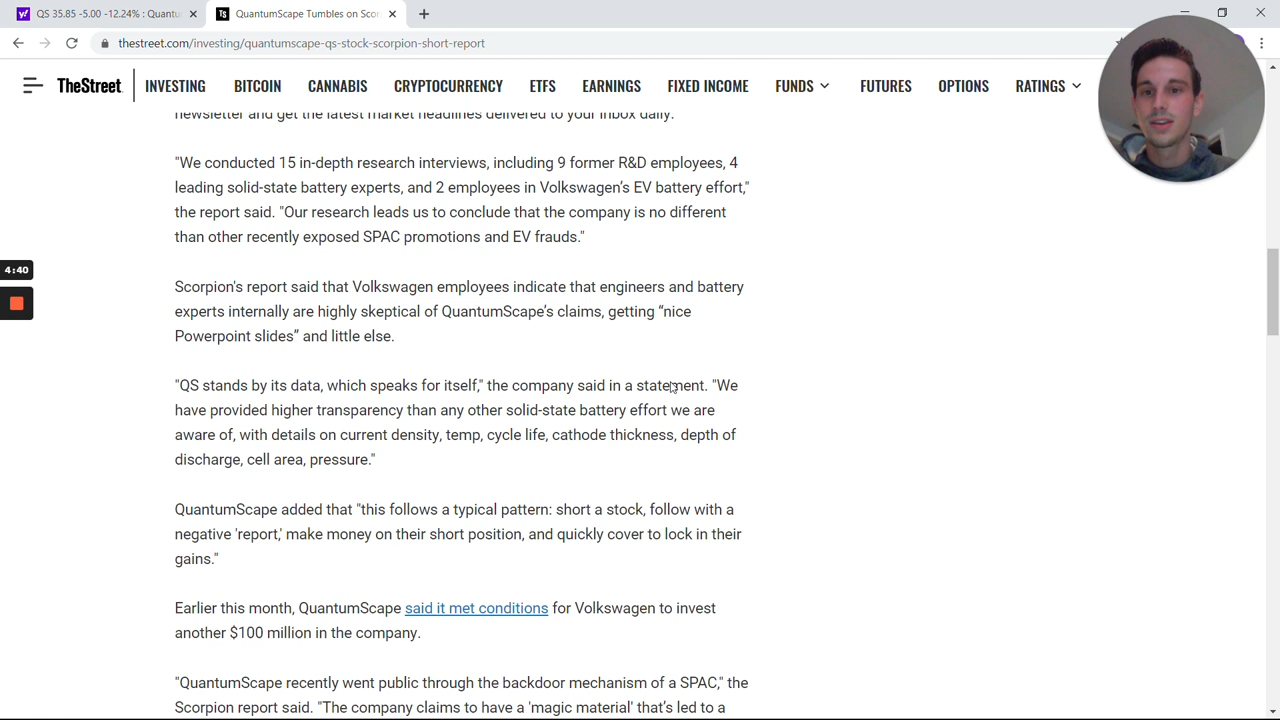 QS 35.85 -5.00 -12.24% : Quantu
QuantumScape Tumbles on Scor
thestreet.com/investing/quantumscape-qs-stock-scorpion-short-report
TheStreet
INVESTING BITCOIN CANNABIS CRYPTOCURRENCY ETFS EARNINGS FIXED INCOME FUNDS FUTURES OPTIONS RATINGS
newsletter and get the latest market headlines delivered to your inbox daily.
"We conducted 15 in-depth research interviews, including 9 former R&D employees, 4
leading solid-state battery experts, and 2 employees in Volkswagen’s EV battery effort,"
the report said. "Our research leads us to conclude that the company is no different
than other recently exposed SPAC promotions and EV frauds."
4:40
Scorpion's report said that Volkswagen employees indicate that engineers and battery
experts internally are highly skeptical of QuantumScape’s claims, getting “nice
Powerpoint slides” and little else.
"QS stands by its data, which speaks for itself," the company said in a statement. "We
have provided higher transparency than any other solid-state battery effort we are
aware of, with details on current density, temp, cycle life, cathode thickness, depth of
discharge, cell area, pressure."
QuantumScape added that "this follows a typical pattern: short a stock, follow with a
negative 'report,' make money on their short position, and quickly cover to lock in their
gains."
Earlier this month, QuantumScape said it met conditions for Volkswagen to invest
another $100 million in the company.
"QuantumScape recently went public through the backdoor mechanism of a SPAC," the
Scorpion report said. "The company claims to have a 'magic material' that’s led to a